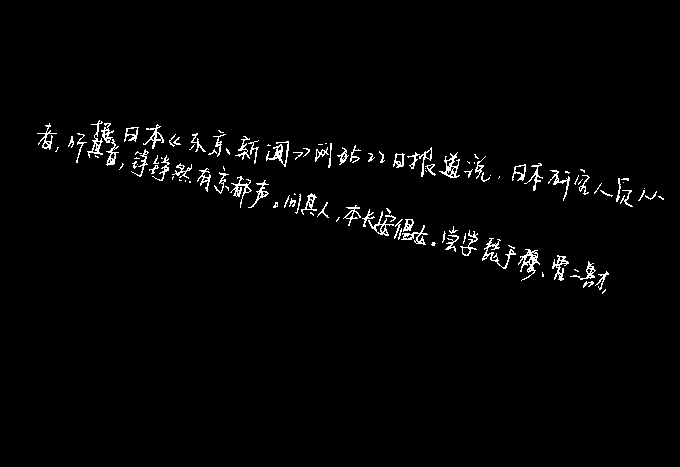 据日本《东京新闻》网站22日报道说,日本研究人员从
者,听其音,铮铮然有京都声。问其人,本长安倡女。尝学琵于穆、曹二善才,